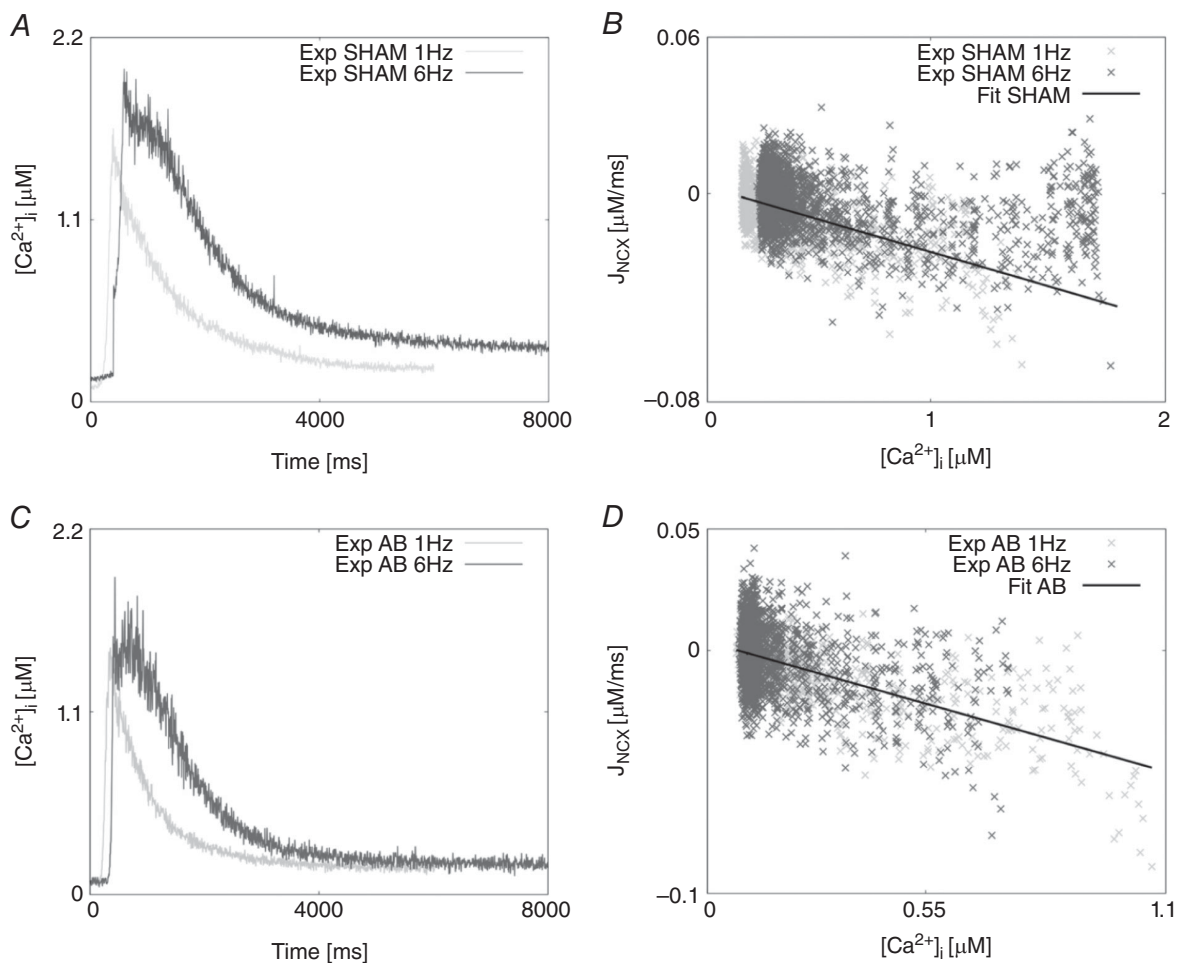 A
2.2
Exp SHAM 1Hz
Exp SHAM 6Hz
[Ca2+]i [μM]
1.1
0
0
4000
8000
Time [ms]
B
0.06
Exp SHAM 1Hz
Exp SHAM 6Hz
Fit SHAM
JNCX [μM/ms]
0
–0.08
0
1
2
[Ca2+]i [μM]
C
2.2
Exp AB 1Hz
Exp AB 6Hz
[Ca2+]i [μM]
1.1
0
0
4000
8000
Time [ms]
D
0.05
Exp AB 1Hz
Exp AB 6Hz
Fit AB
JNCX [μM/ms]
0
–0.1
0
0.55
1.1
[Ca2+]i [μM]